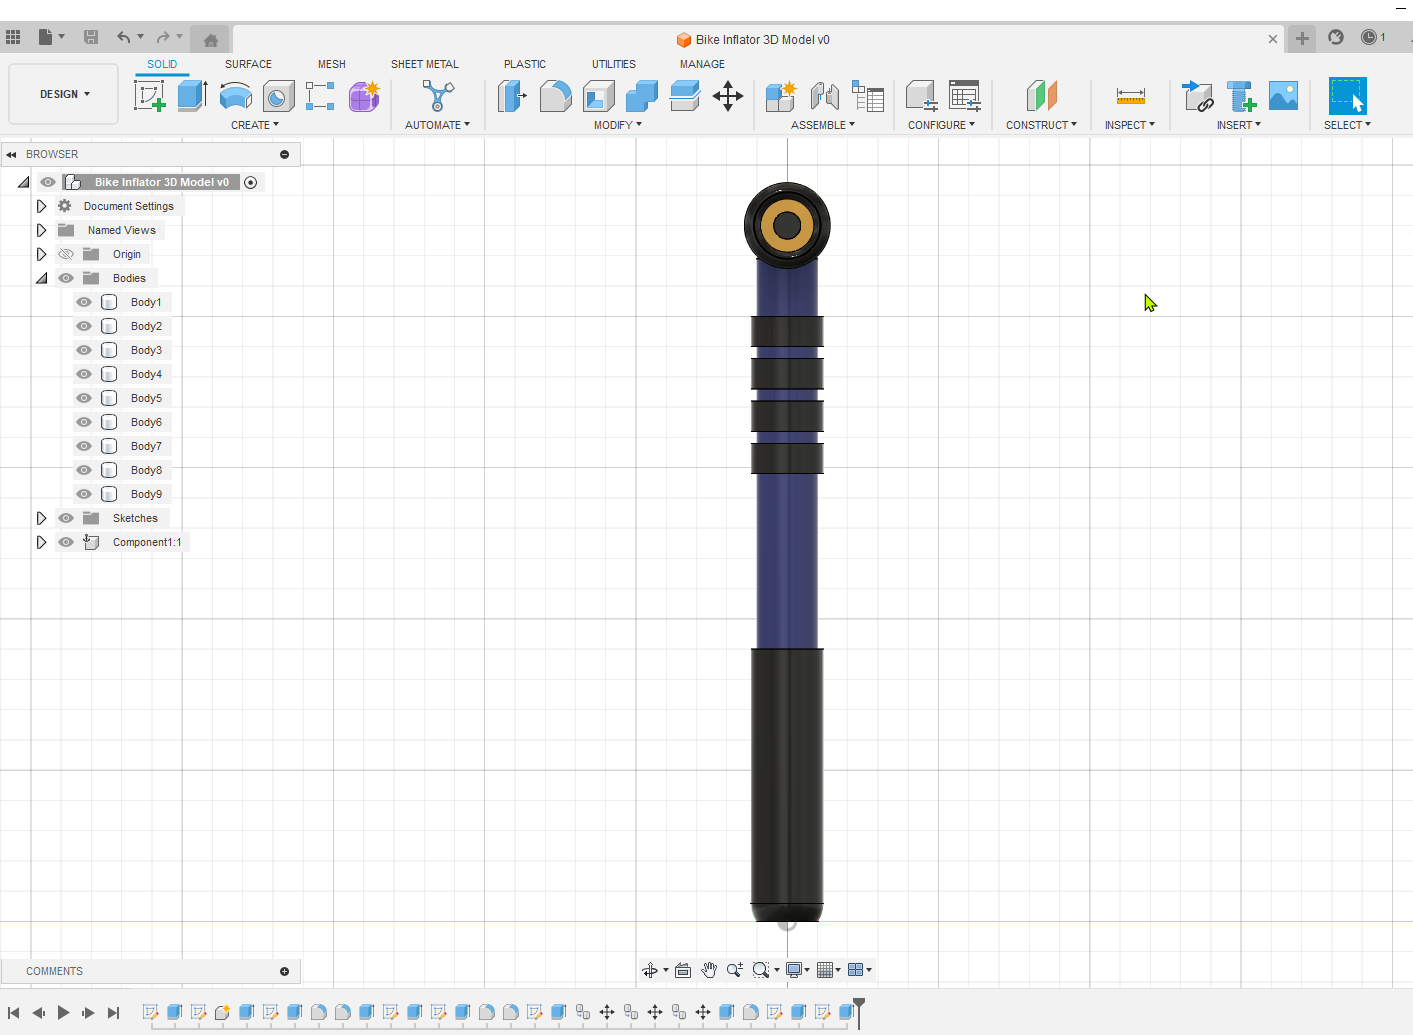 Bike Inflator 3D Model v0
1
SOLID SURFACE MESH SHEET METAL PLASTIC UTILITIES MANAGE
DESIGN
CREATE AUTOMATE MODIFY ASSEMBLE CONFIGURE CONSTRUCT INSPECT INSERT SELECT
BROWSER
Bike Inflator 3D Model v0
Document Settings
Named Views
Origin
Bodies
Body1
Body2
Body3
Body4
Body5
Body6
Body7
Body8
Body9
Sketches
Component1:1
COMMENTS